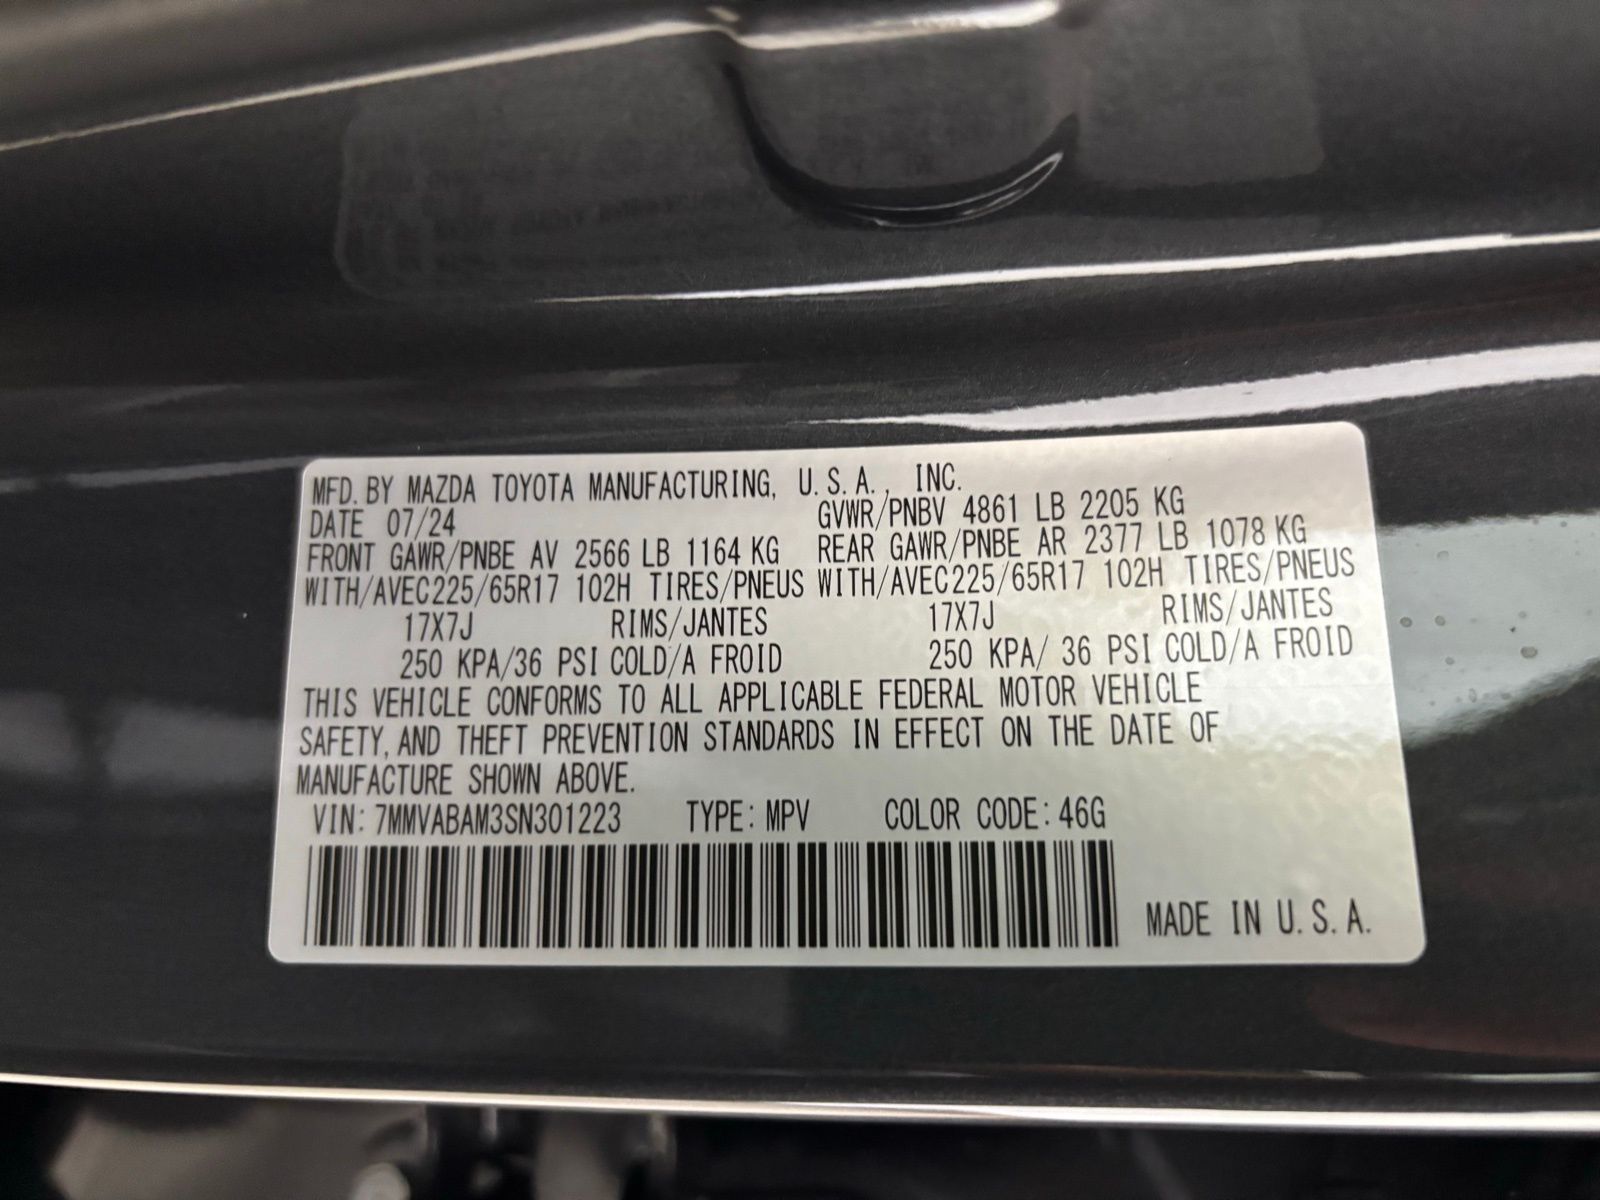 MFD. BY MAZDA TOYOTA MANUFACTURING, U.S.A., INC.
DATE 07/24 GVWR/PNBV 4861 LB 2205 KG
FRONT GAWR/PNBE AV 2566 LB 1164 KG REAR GAWR/PNBE AR 2377 LB 1078 KG
WITH/AVEC225/65R17 102H TIRES/PNEUS WITH/AVEC225/65R17 102H TIRES/PNEUS
17X7J RIMS/JANTES 17X7J RIMS/JANTES
250 KPA/36 PSI COLD/A FROID 250 KPA/ 36 PSI COLD/A FROID
THIS VEHICLE CONFORMS TO ALL APPLICABLE FEDERAL MOTOR VEHICLE
SAFETY, AND THEFT PREVENTION STANDARDS IN EFFECT ON THE DATE OF
MANUFACTURE SHOWN ABOVE.
VIN: 7MMVABAM3SN301223 TYPE: MPV COLOR CODE: 46G
MADE IN U.S.A.